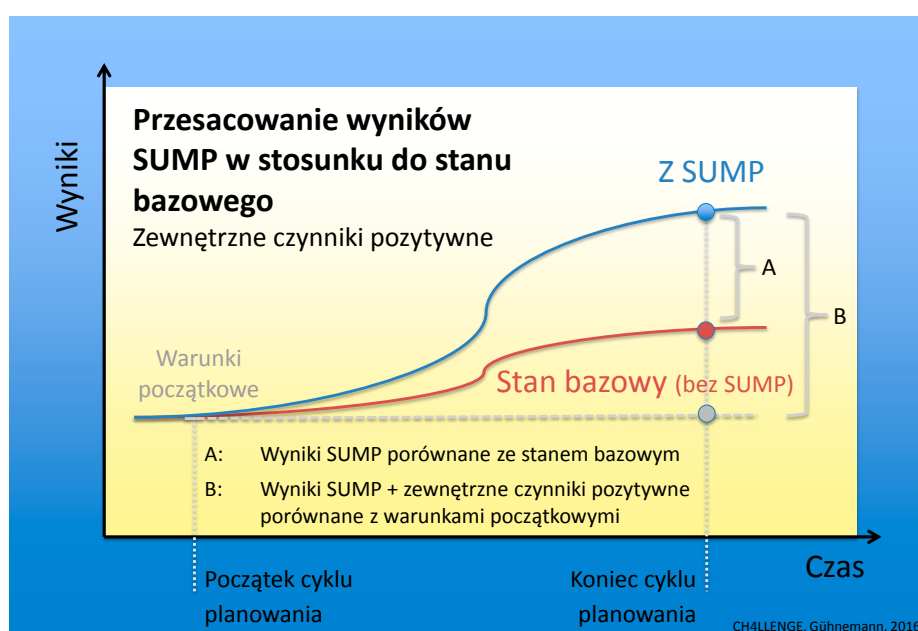 Wyniki
Przesacowanie wyników
SUMP w stosunku do stanu
bazowego
Zewnętrzne czynniki pozytywne
Z SUMP
A
B
Warunki
początkowe
Stan bazowy (bez SUMP)
A: Wyniki SUMP porównane ze stanem bazowym
B: Wyniki SUMP + zewnętrzne czynniki pozytywne
porównane z warunkami początkowymi
Czas
Początek cyklu
planowania
Koniec cyklu
planowania
CH4LLENGE, Gühnemann, 2016